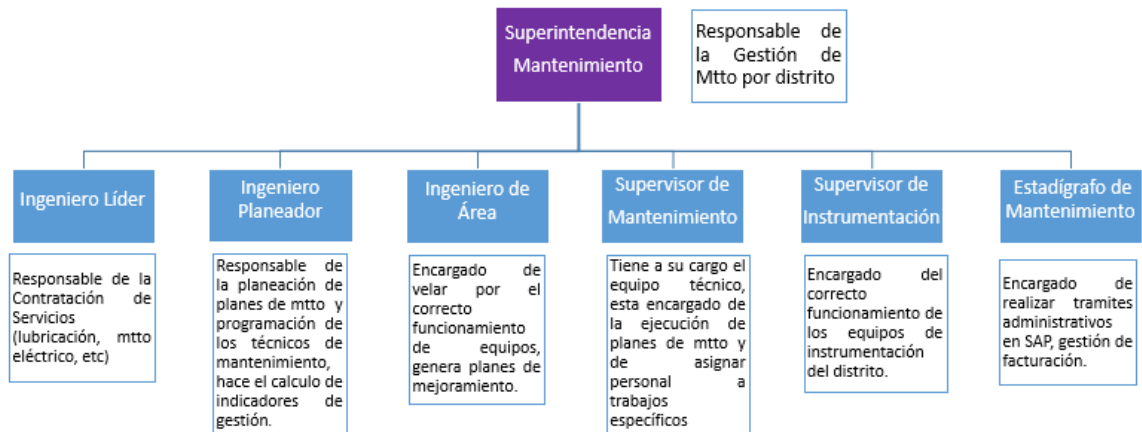 Superintendencia
Mantenimiento
Responsable de
la Gestión de
Mtto por distrito
Ingeniero Líder
Ingeniero
Planeador
Ingeniero de
Área
Supervisor de
Mantenimiento
Supervisor de
Instrumentación
Estadígrafo de
Mantenimiento
Responsable de la
Contratación de
Servicios
(lubricación, mtto
eléctrico, etc)
Responsable de
la planeación de
planes de mtto y
programación de
los técnicos de
mantenimiento,
hace el calculo de
indicadores de
gestión.
Encargado de
velar por el
correcto
funcionamiento
de equipos,
genera planes de
mejoramiento.
Tiene a su cargo el
equipo técnico,
esta encargado de
la ejecución de
planes de mtto y
de asignar
personal a
trabajos
específicos
Encargado del
correcto
funcionamiento de
los equipos de
instrumentación
del distrito.
Encargado de
realizar tramites
administrativos
en SAP, gestión de
facturación.